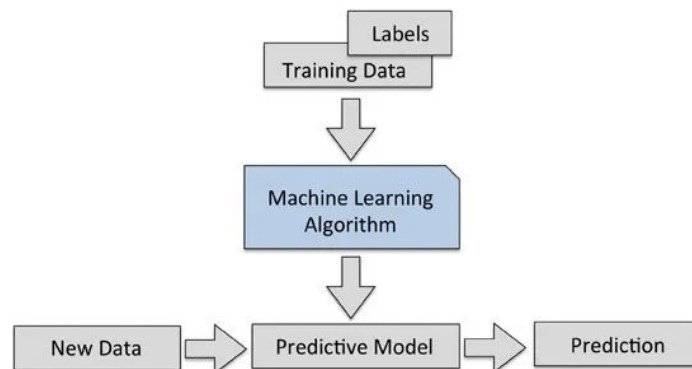 Labels
Training Data
Machine Learning
Algorithm
New Data
Predictive Model
Prediction